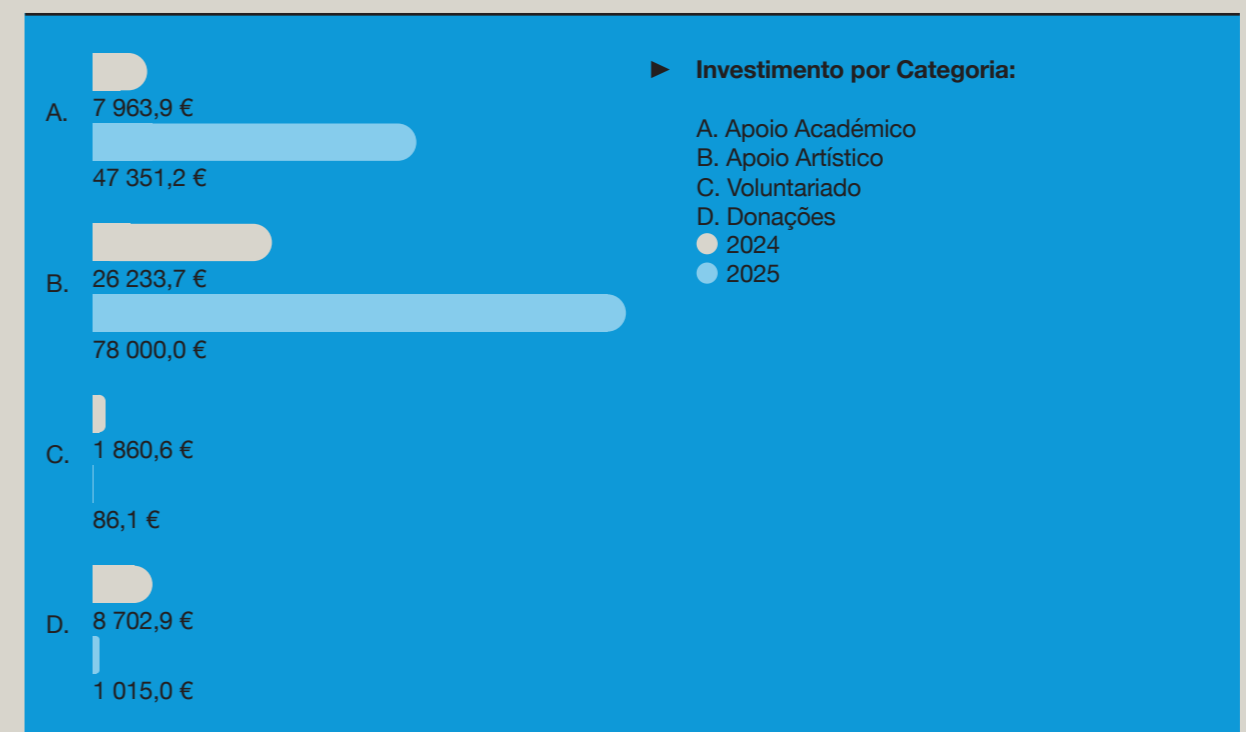 A. 7 963,9 €
47 351,2 €
B. 26 233,7 €
78 000,0 €
C. 1 860,6 €
86,1 €
D. 8 702,9 €
1 015,0 €
► Investimento por Categoria:
A. Apoio Académico
B. Apoio Artístico
C. Voluntariado
D. Donações
2024
2025